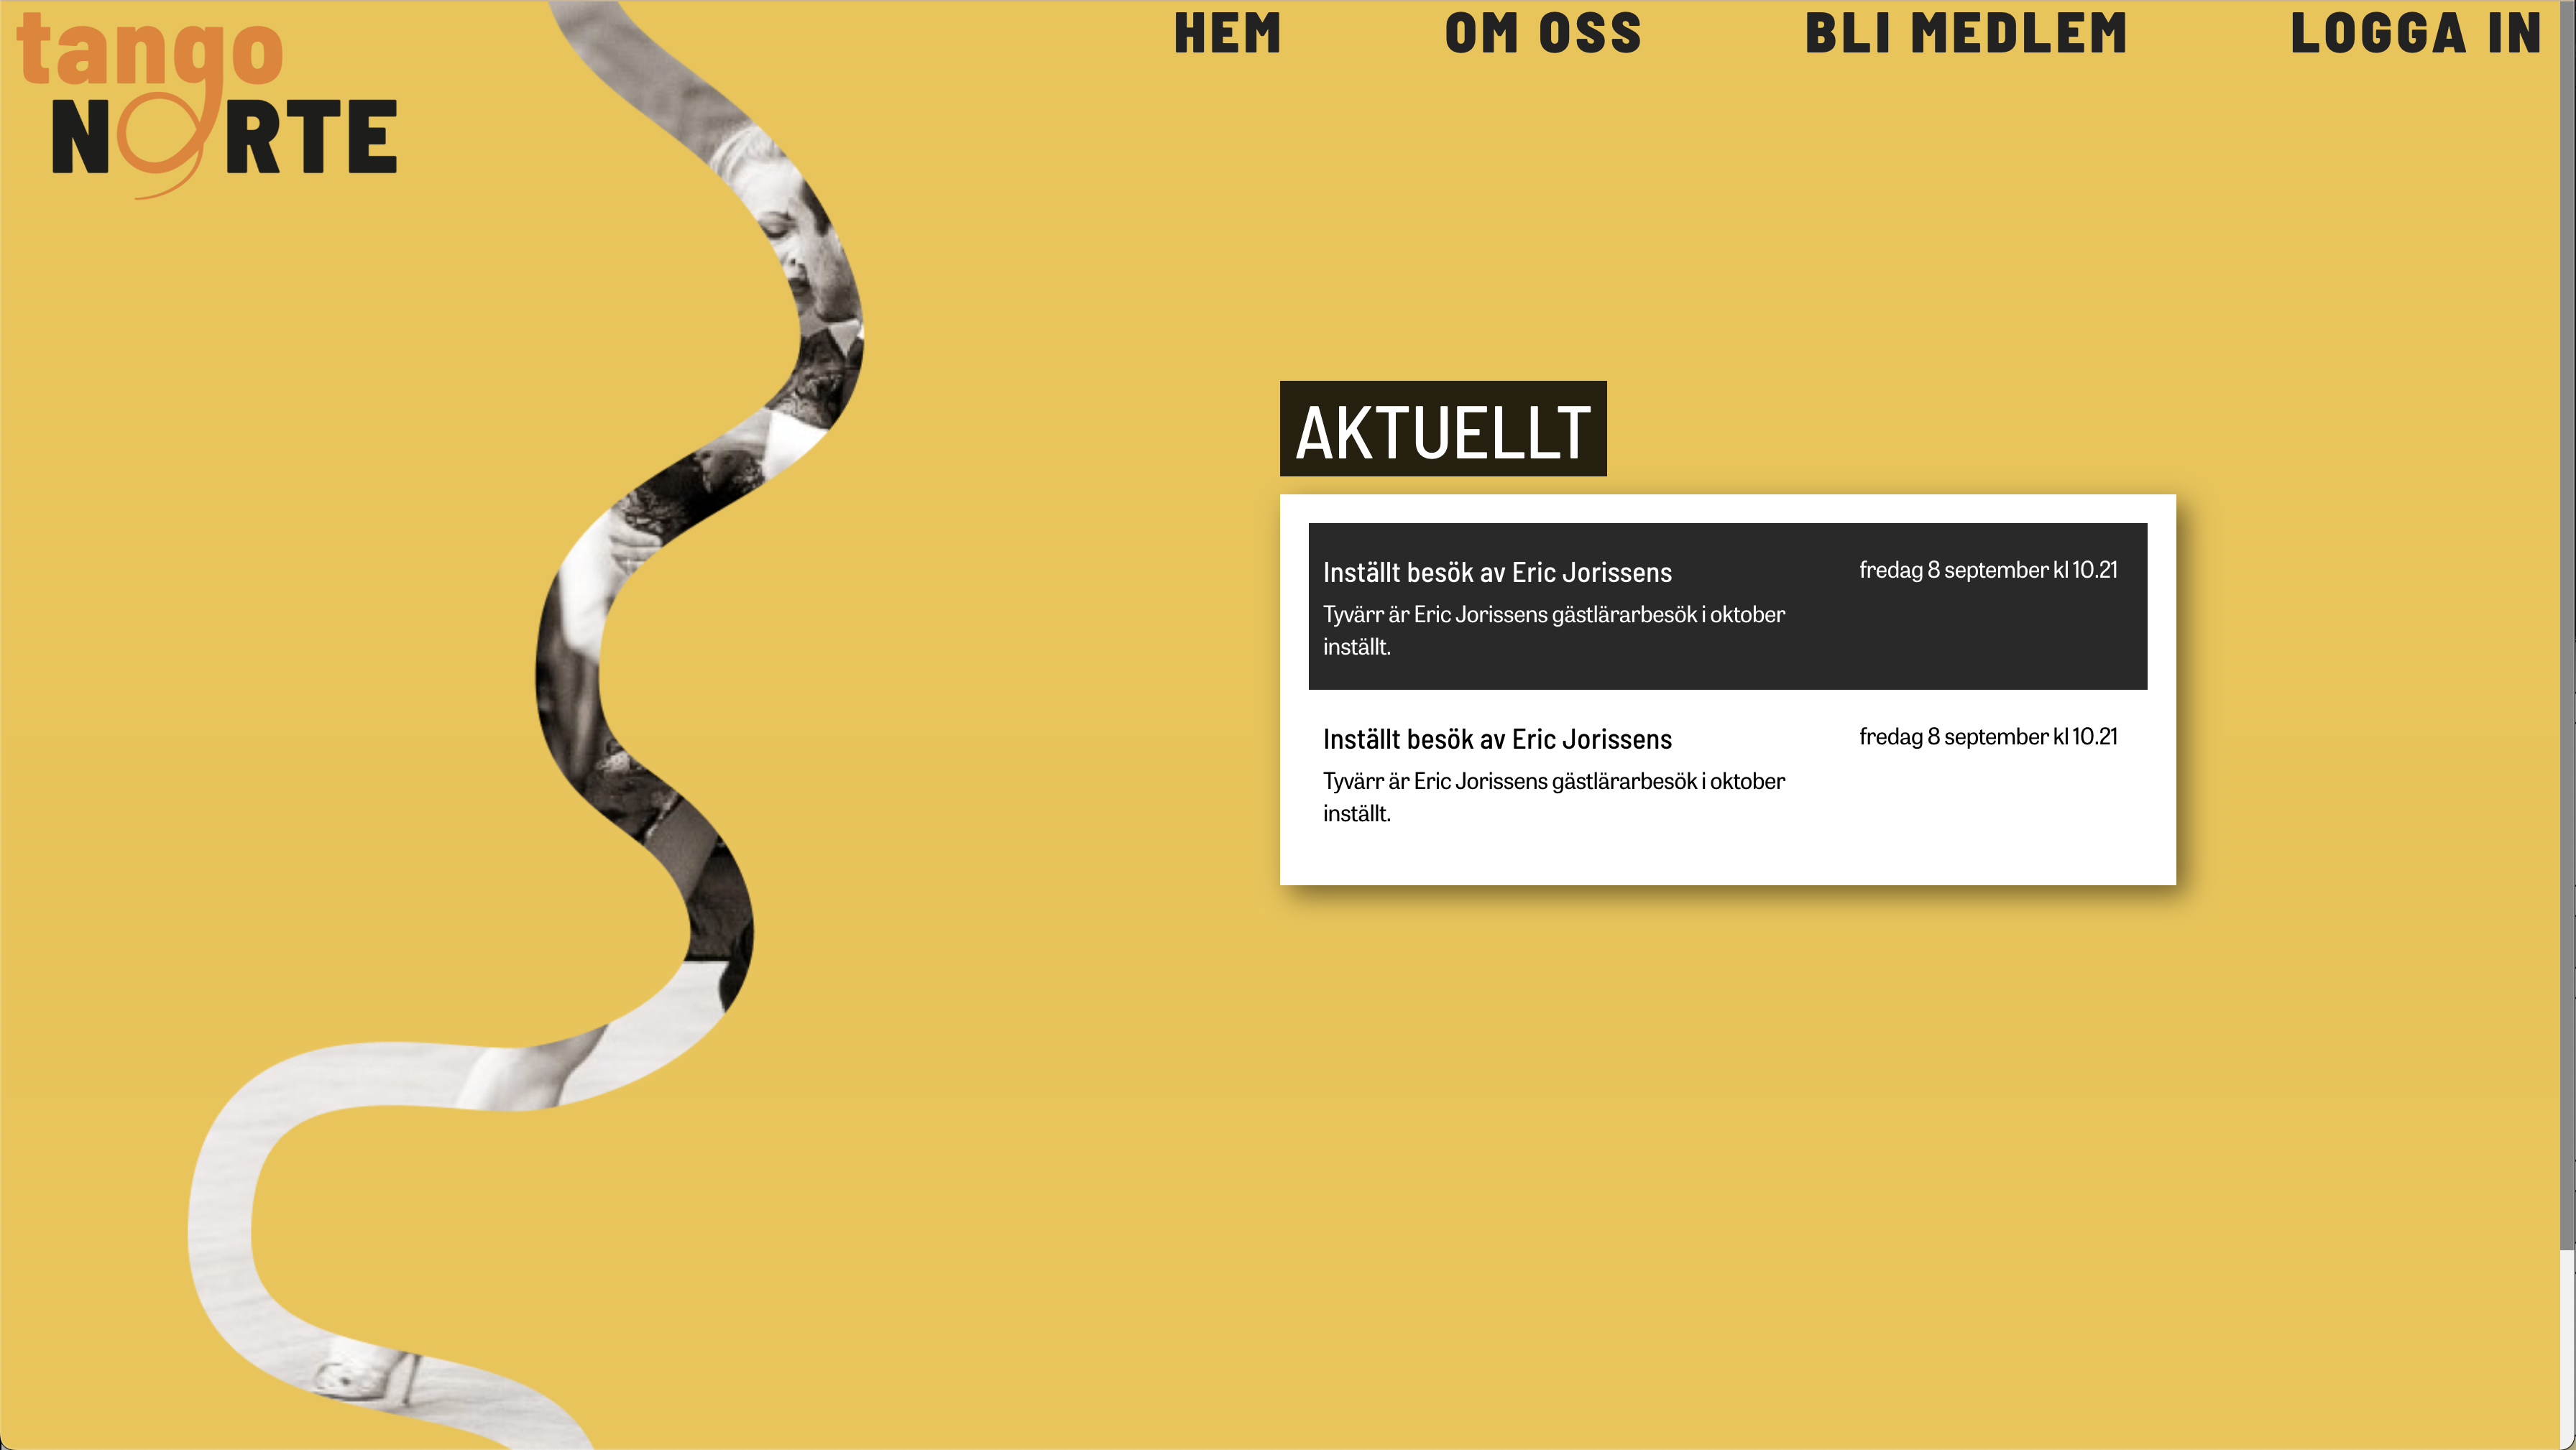 tango
NORTE
HEM
OM OSS
BLI MEDLEM
LOGGA IN
AKTUELLT
Inställt besök av Eric Jorissens
fredag 8 september kl 10.21
Tyvärr är Eric Jorissens gästlärarbesök i oktober
inställt.
Inställt besök av Eric Jorissens
fredag 8 september kl 10.21
Tyvärr är Eric Jorissens gästlärarbesök i oktober
inställt.